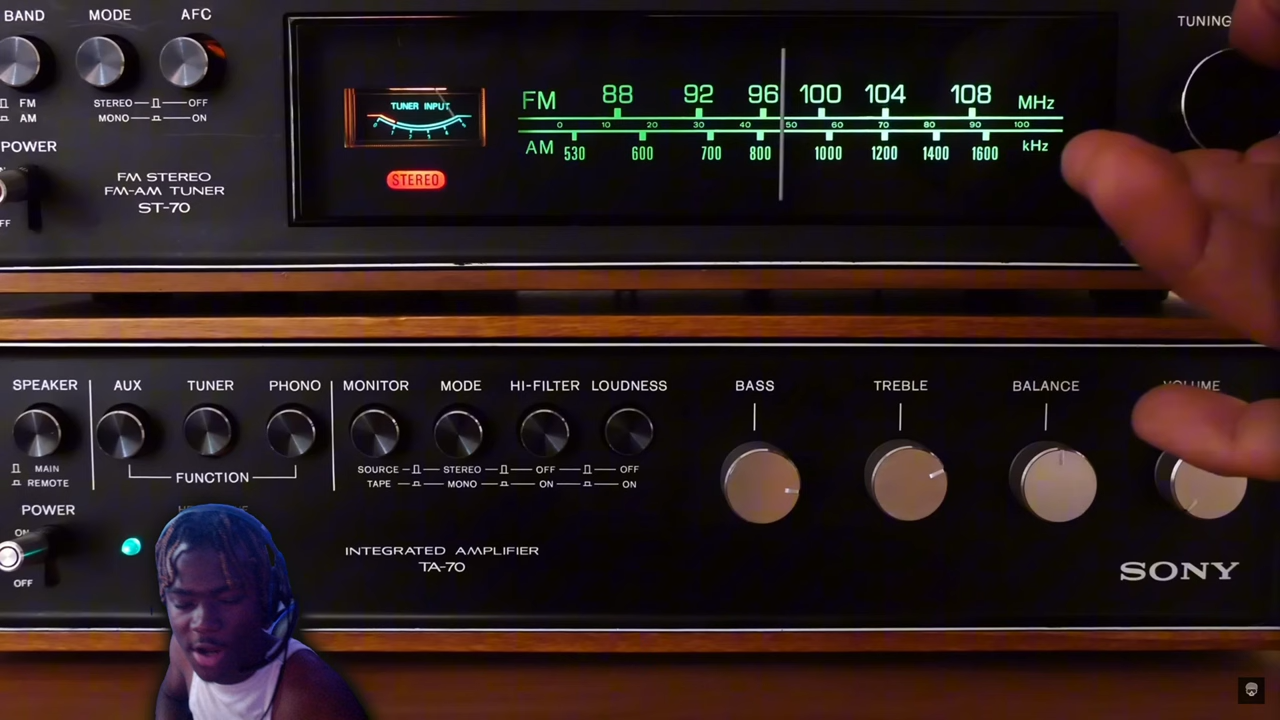 BAND MODE AFC
TUNING
FM 88 92 96 100 104 108 MHz
0 10 20 30 40 50 60 70 80 90 100
AM 530 600 700 800 1000 1200 1400 1600 kHz
TUNER INPUT
STEREO
FM
AM
STEREO OFF
MONO ON
POWER
FM STEREO
FM-AM TUNER
ST-70
SPEAKER AUX TUNER PHONO MONITOR MODE HI-FILTER LOUDNESS BASS TREBLE BALANCE VOLUME
MAIN
REMOTE
FUNCTION
SOURCE STEREO OFF OFF
TAPE MONO ON ON
POWER
ON
OFF
INTEGRATED AMPLIFIER
TA-70
SONY